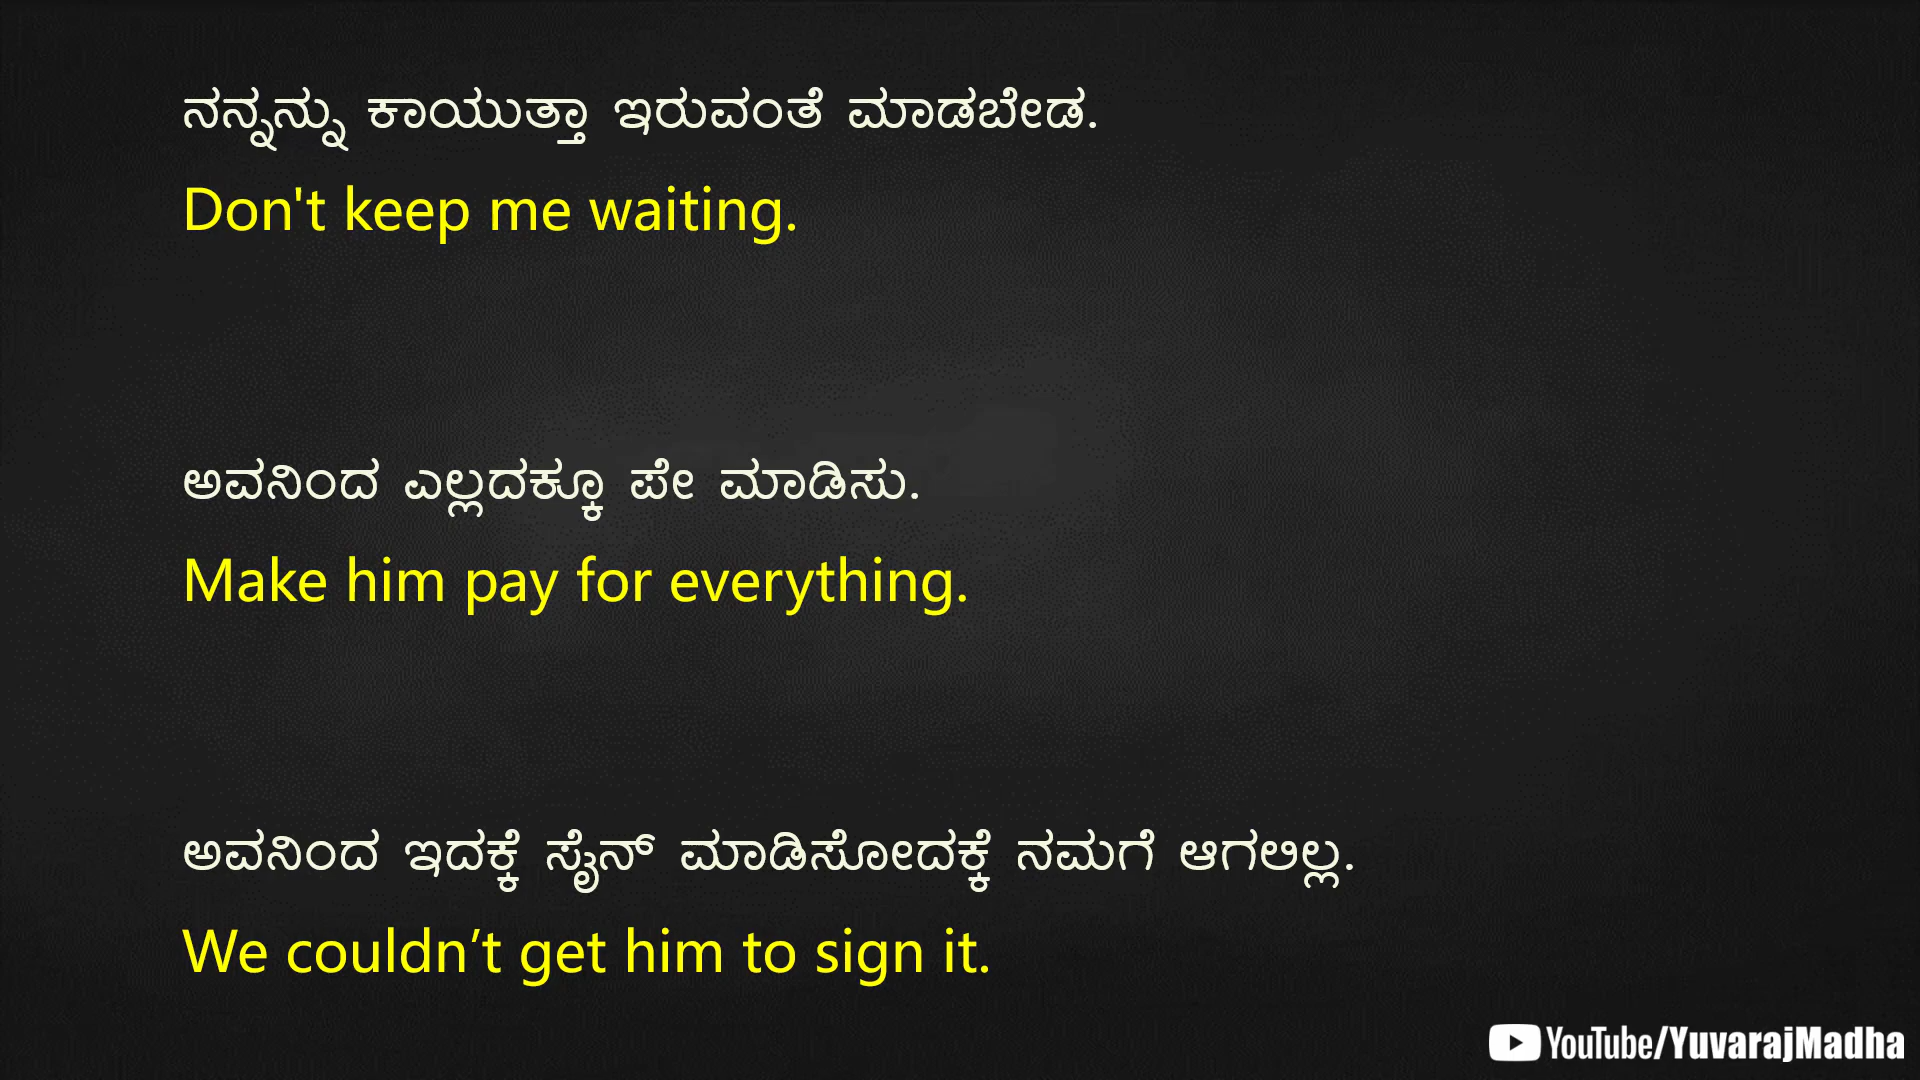 ನನ್ನನ್ನು ಕಾಯುತ್ತಾ ಇರುವಂತೆ ಮಾಡಬೇಡ.
Don't keep me waiting.
ಅವನಿಂದ ಎಲ್ಲದಕ್ಕೂ ಪೇ ಮಾಡಿಸು.
Make him pay for everything.
ಅವನಿಂದ ಇದಕ್ಕೆ ಸೈನ್ ಮಾಡಿಸೋದಕ್ಕೆ ನಮಗೆ ಆಗಲಿಲ್ಲ.
We couldn’t get him to sign it.
YouTube/YuvarajMadha